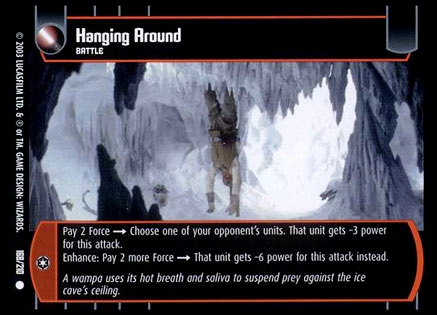 Hanging Around
BATTLE
Pay 2 Force → Choose one of your opponent's units. That unit gets -3 power
for this attack.
Enhance: Pay 2 more Force → That unit gets -6 power for this attack instead.
A wampa uses its hot breath and saliva to suspend prey against the ice
cave's ceiling.
© 2003 LUCASFILM LTD. & ® or TM. GAME DESIGN: WIZARDS.
168/210